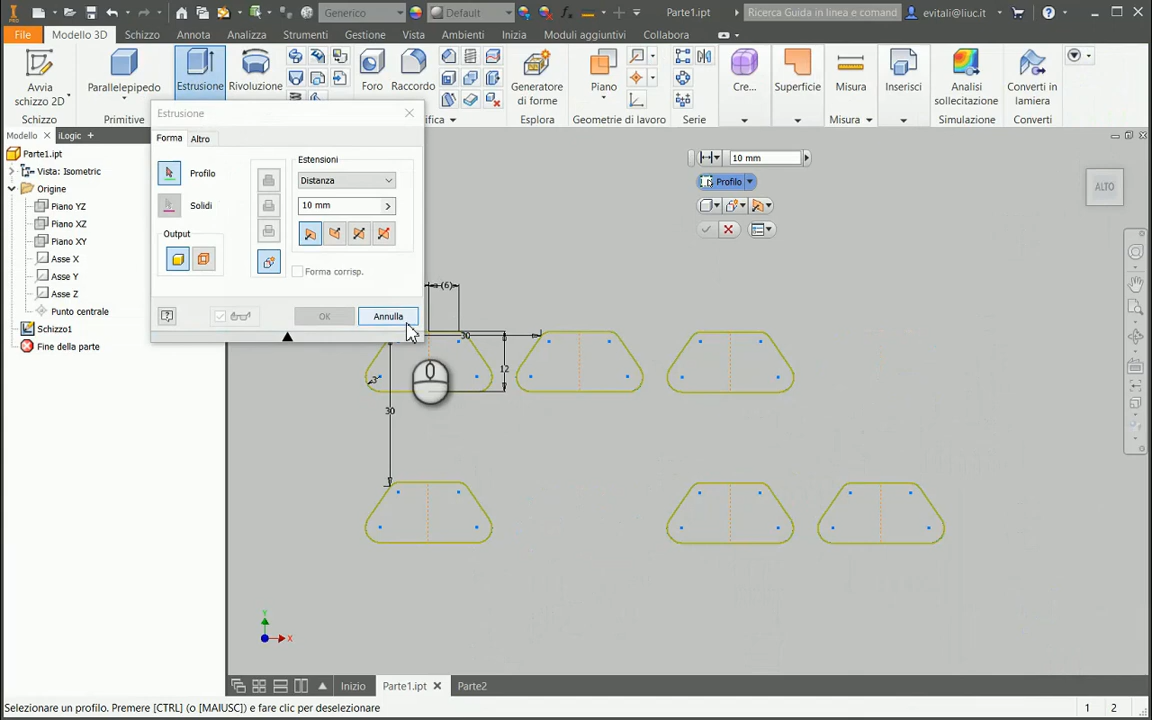 Generico
Default
Parte1.ipt
Ricerca Guida in linea e comand
evitali@liuc.it
File
Modello 3D
Schizzo
Annota
Analizza
Strumenti
Gestione
Vista
Ambienti
Inizia
Moduli aggiuntivi
Collabora
Avvia
schizzo 2D
Parallelepipedo
Estrusione
Rivoluzione
Foro
Raccordo
Generatore
di forme
Piano
Cre...
Superficie
Misura
Inserisci
Analisi
sollecitazione
Converti in
lamiera
Schizzo
Primitive
Esplora
Geometrie di lavoro
Serie
Misura
Simulazione
Converti
Modello
iLogic
Parte1.ipt
Vista: Isometric
Origine
Piano YZ
Piano XZ
Piano XY
Asse X
Asse Y
Asse Z
Punto centrale
Schizzo1
Fine della parte
Estrusione
Forma
Altro
Profilo
Solidi
Output
Estensioni
Distanza
10 mm
Forma corrisp.
OK
Annulla
10 mm
Profilo
ALTO
(6)
30
12
3
30
Y
X
Inizio
Parte1.ipt
Parte2
Selezionare un profilo. Premere [CTRL] (o [MAIUSC]) e fare clic per deselezionare
1
2